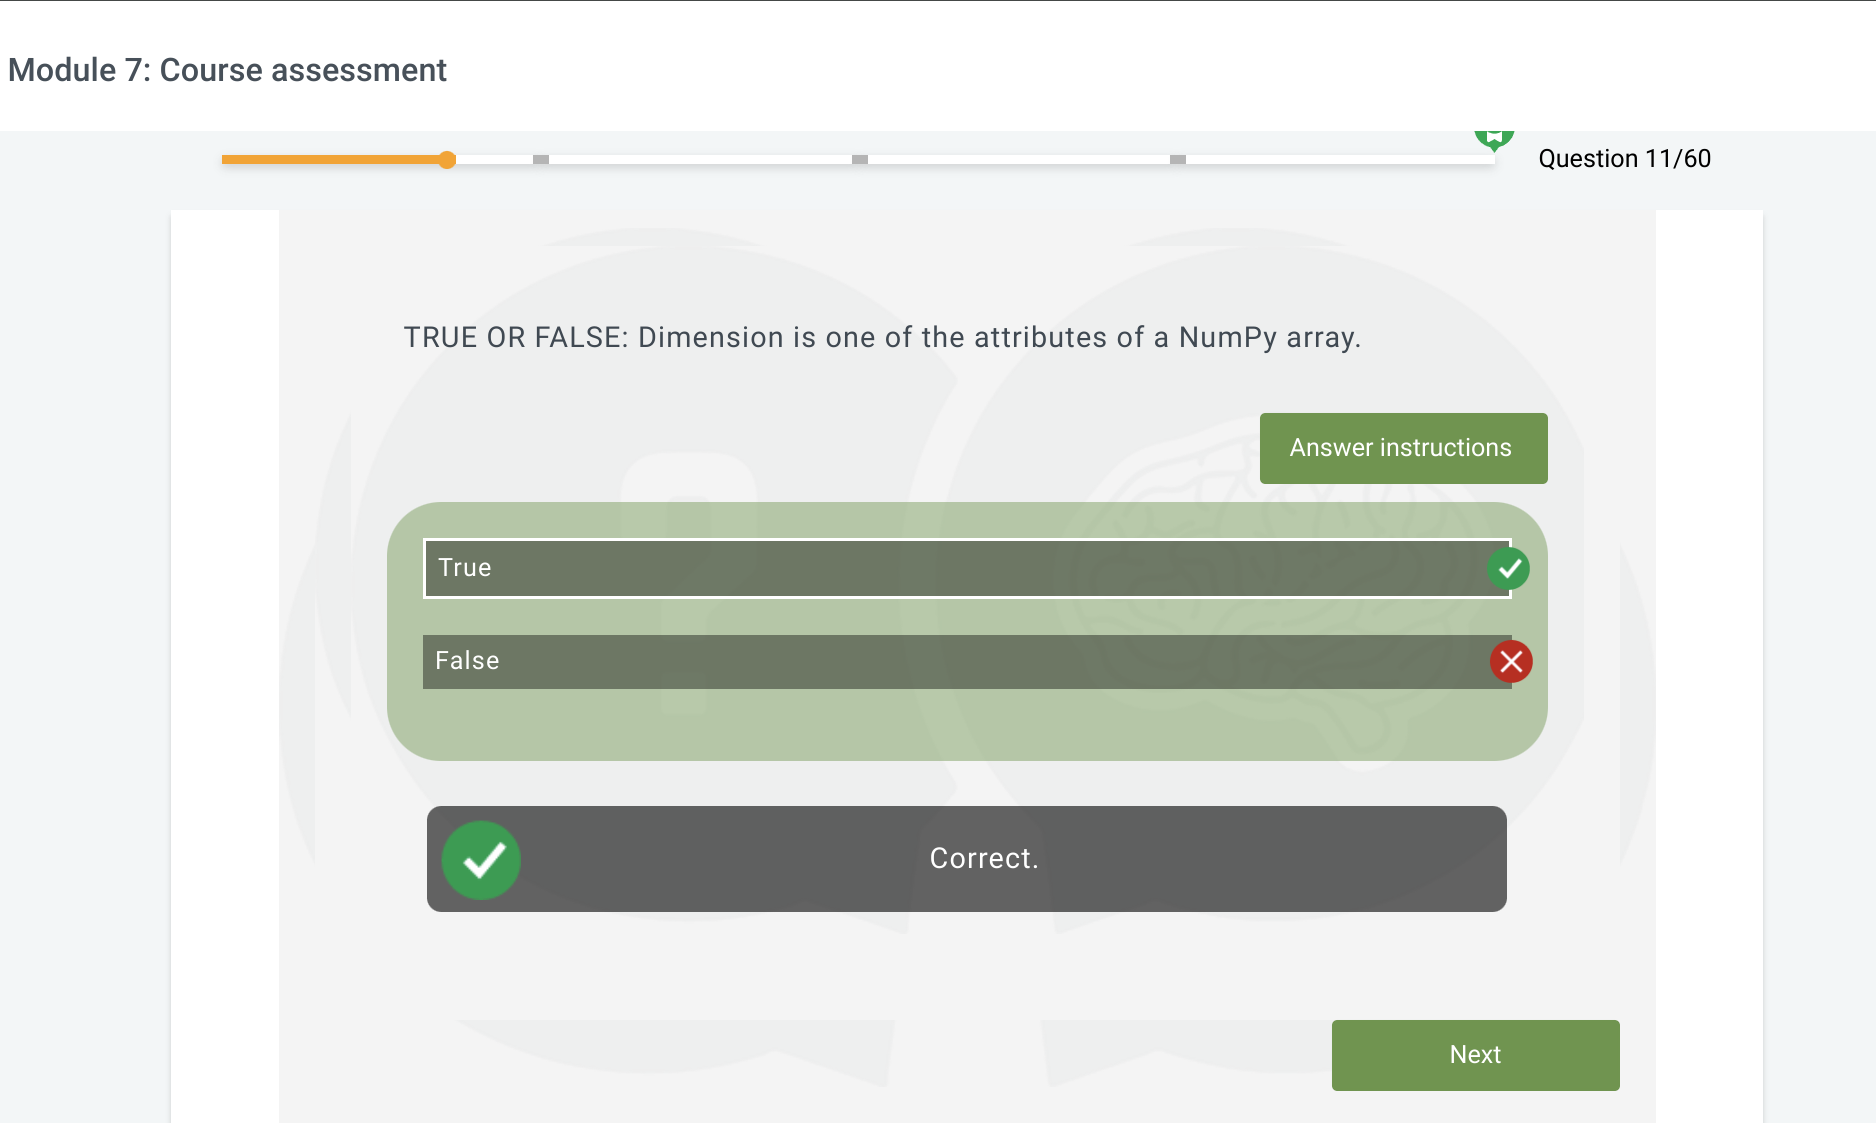 Module 7: Course assessment
Question 11/60
TRUE OR FALSE: Dimension is one of the attributes of a NumPy array.
Answer instructions
True
False
Correct.
Next